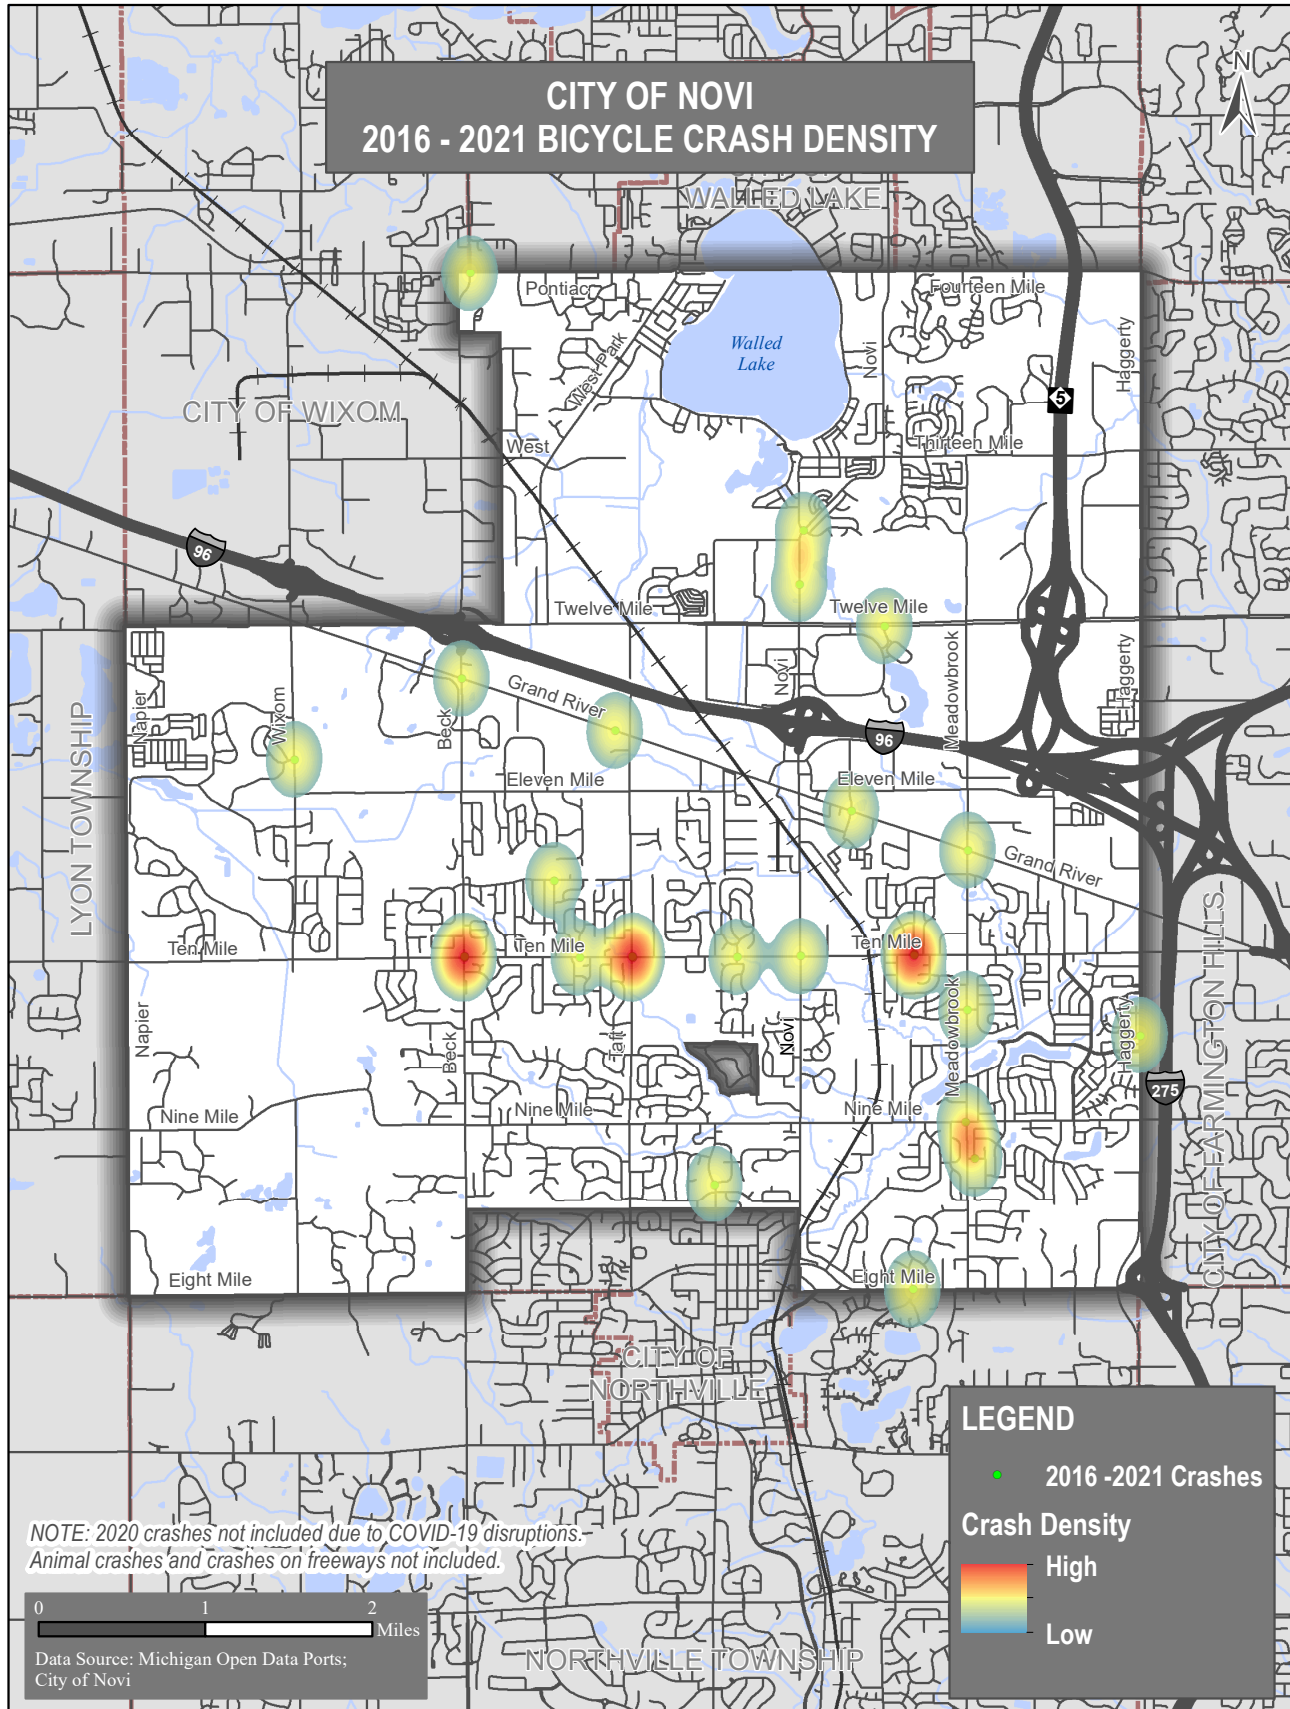 CITY OF NOVI
2016 - 2021 BICYCLE CRASH DENSITY
N
WALLED LAKE
Pontiac
Fourteen Mile
Walled
Lake
West Park
Novi
Haggerty
5
CITY OF WIXOM
West
Thirteen Mile
96
Twelve Mile
Twelve Mile
Napier
Wixom
Beck
Grand River
Novi
Meadowbrook
Haggerty
96
LYON TOWNSHIP
Eleven Mile
Eleven Mile
Grand River
Ten Mile
Ten Mile
Ten Mile
Napier
Beck
Taft
Novi
Meadowbrook
Haggerty
275
CITY OF FARMINGTON HILLS
Nine Mile
Nine Mile
Nine Mile
Eight Mile
Eight Mile
CITY OF
NORTHVILLE
LEGEND
2016 -2021 Crashes
Crash Density
High
Low
NOTE: 2020 crashes not included due to COVID-19 disruptions.
Animal crashes and crashes on freeways not included.
0 1 2
Miles
Data Source: Michigan Open Data Ports;
City of Novi
NORTHVILLE TOWNSHIP